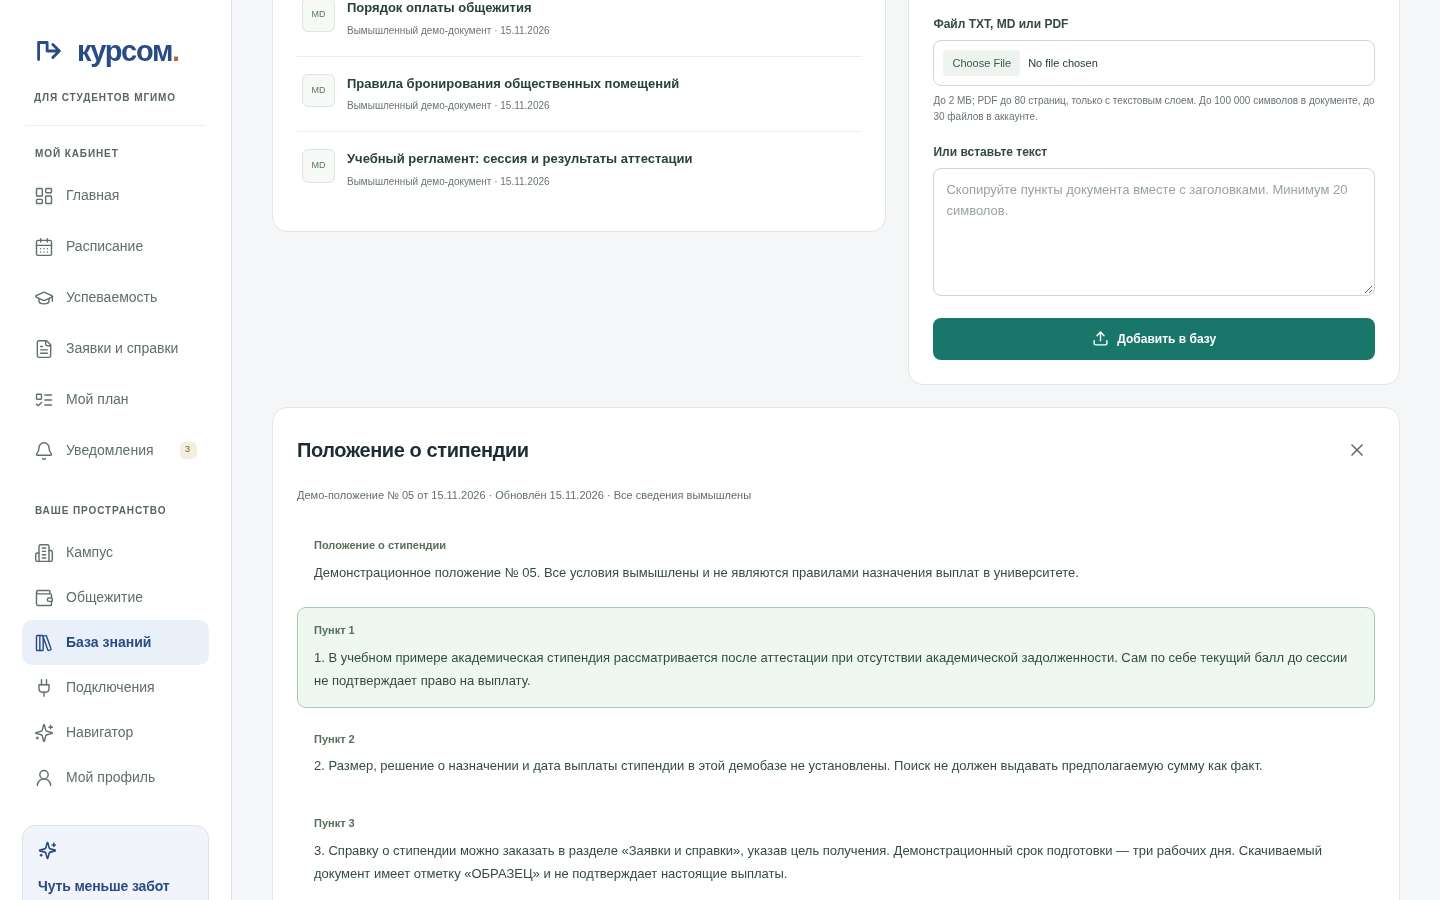 курсом.
ДЛЯ СТУДЕНТОВ МГИМО
МОЙ КАБИНЕТ
Главная
Расписание
Успеваемость
Заявки и справки
Мой план
Уведомления
3
ВАШЕ ПРОСТРАНСТВО
Кампус
Общежитие
База знаний
Подключения
Навигатор
Мой профиль
Чуть меньше забот
MD
Порядок оплаты общежития
Вымышленный демо-документ · 15.11.2026
MD
Правила бронирования общественных помещений
Вымышленный демо-документ · 15.11.2026
MD
Учебный регламент: сессия и результаты аттестации
Вымышленный демо-документ · 15.11.2026
Файл TXT, MD или PDF
Choose File No file chosen
До 2 МБ; PDF до 80 страниц, только с текстовым слоем. До 100 000 символов в документе, до
30 файлов в аккаунте.
Или вставьте текст
Скопируйте пункты документа вместе с заголовками. Минимум 20
символов.
Добавить в базу
Положение о стипендии
Демо-положение № 05 от 15.11.2026 · Обновлён 15.11.2026 · Все сведения вымышлены
Положение о стипендии
Демонстрационное положение № 05. Все условия вымышлены и не являются правилами назначения выплат в университете.
Пункт 1
1. В учебном примере академическая стипендия рассматривается после аттестации при отсутствии академической задолженности. Сам по себе текущий балл до сессии
не подтверждает право на выплату.
Пункт 2
2. Размер, решение о назначении и дата выплаты стипендии в этой демобазе не установлены. Поиск не должен выдавать предполагаемую сумму как факт.
Пункт 3
3. Справку о стипендии можно заказать в разделе «Заявки и справки», указав цель получения. Демонстрационный срок подготовки — три рабочих дня. Скачиваемый
документ имеет отметку «ОБРАЗЕЦ» и не подтверждает настоящие выплаты.